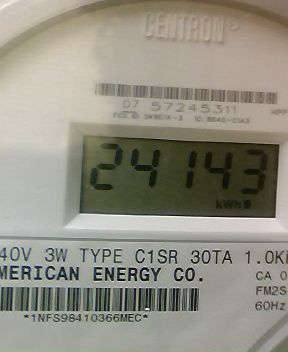 CENTRON
07 57245311
24143
kWh
40V 3W TYPE C1SR 30TA 1.0K
MERICAN ENERGY CO.
CA 0
FM2S
60Hz
*1NFS98410366MEC*